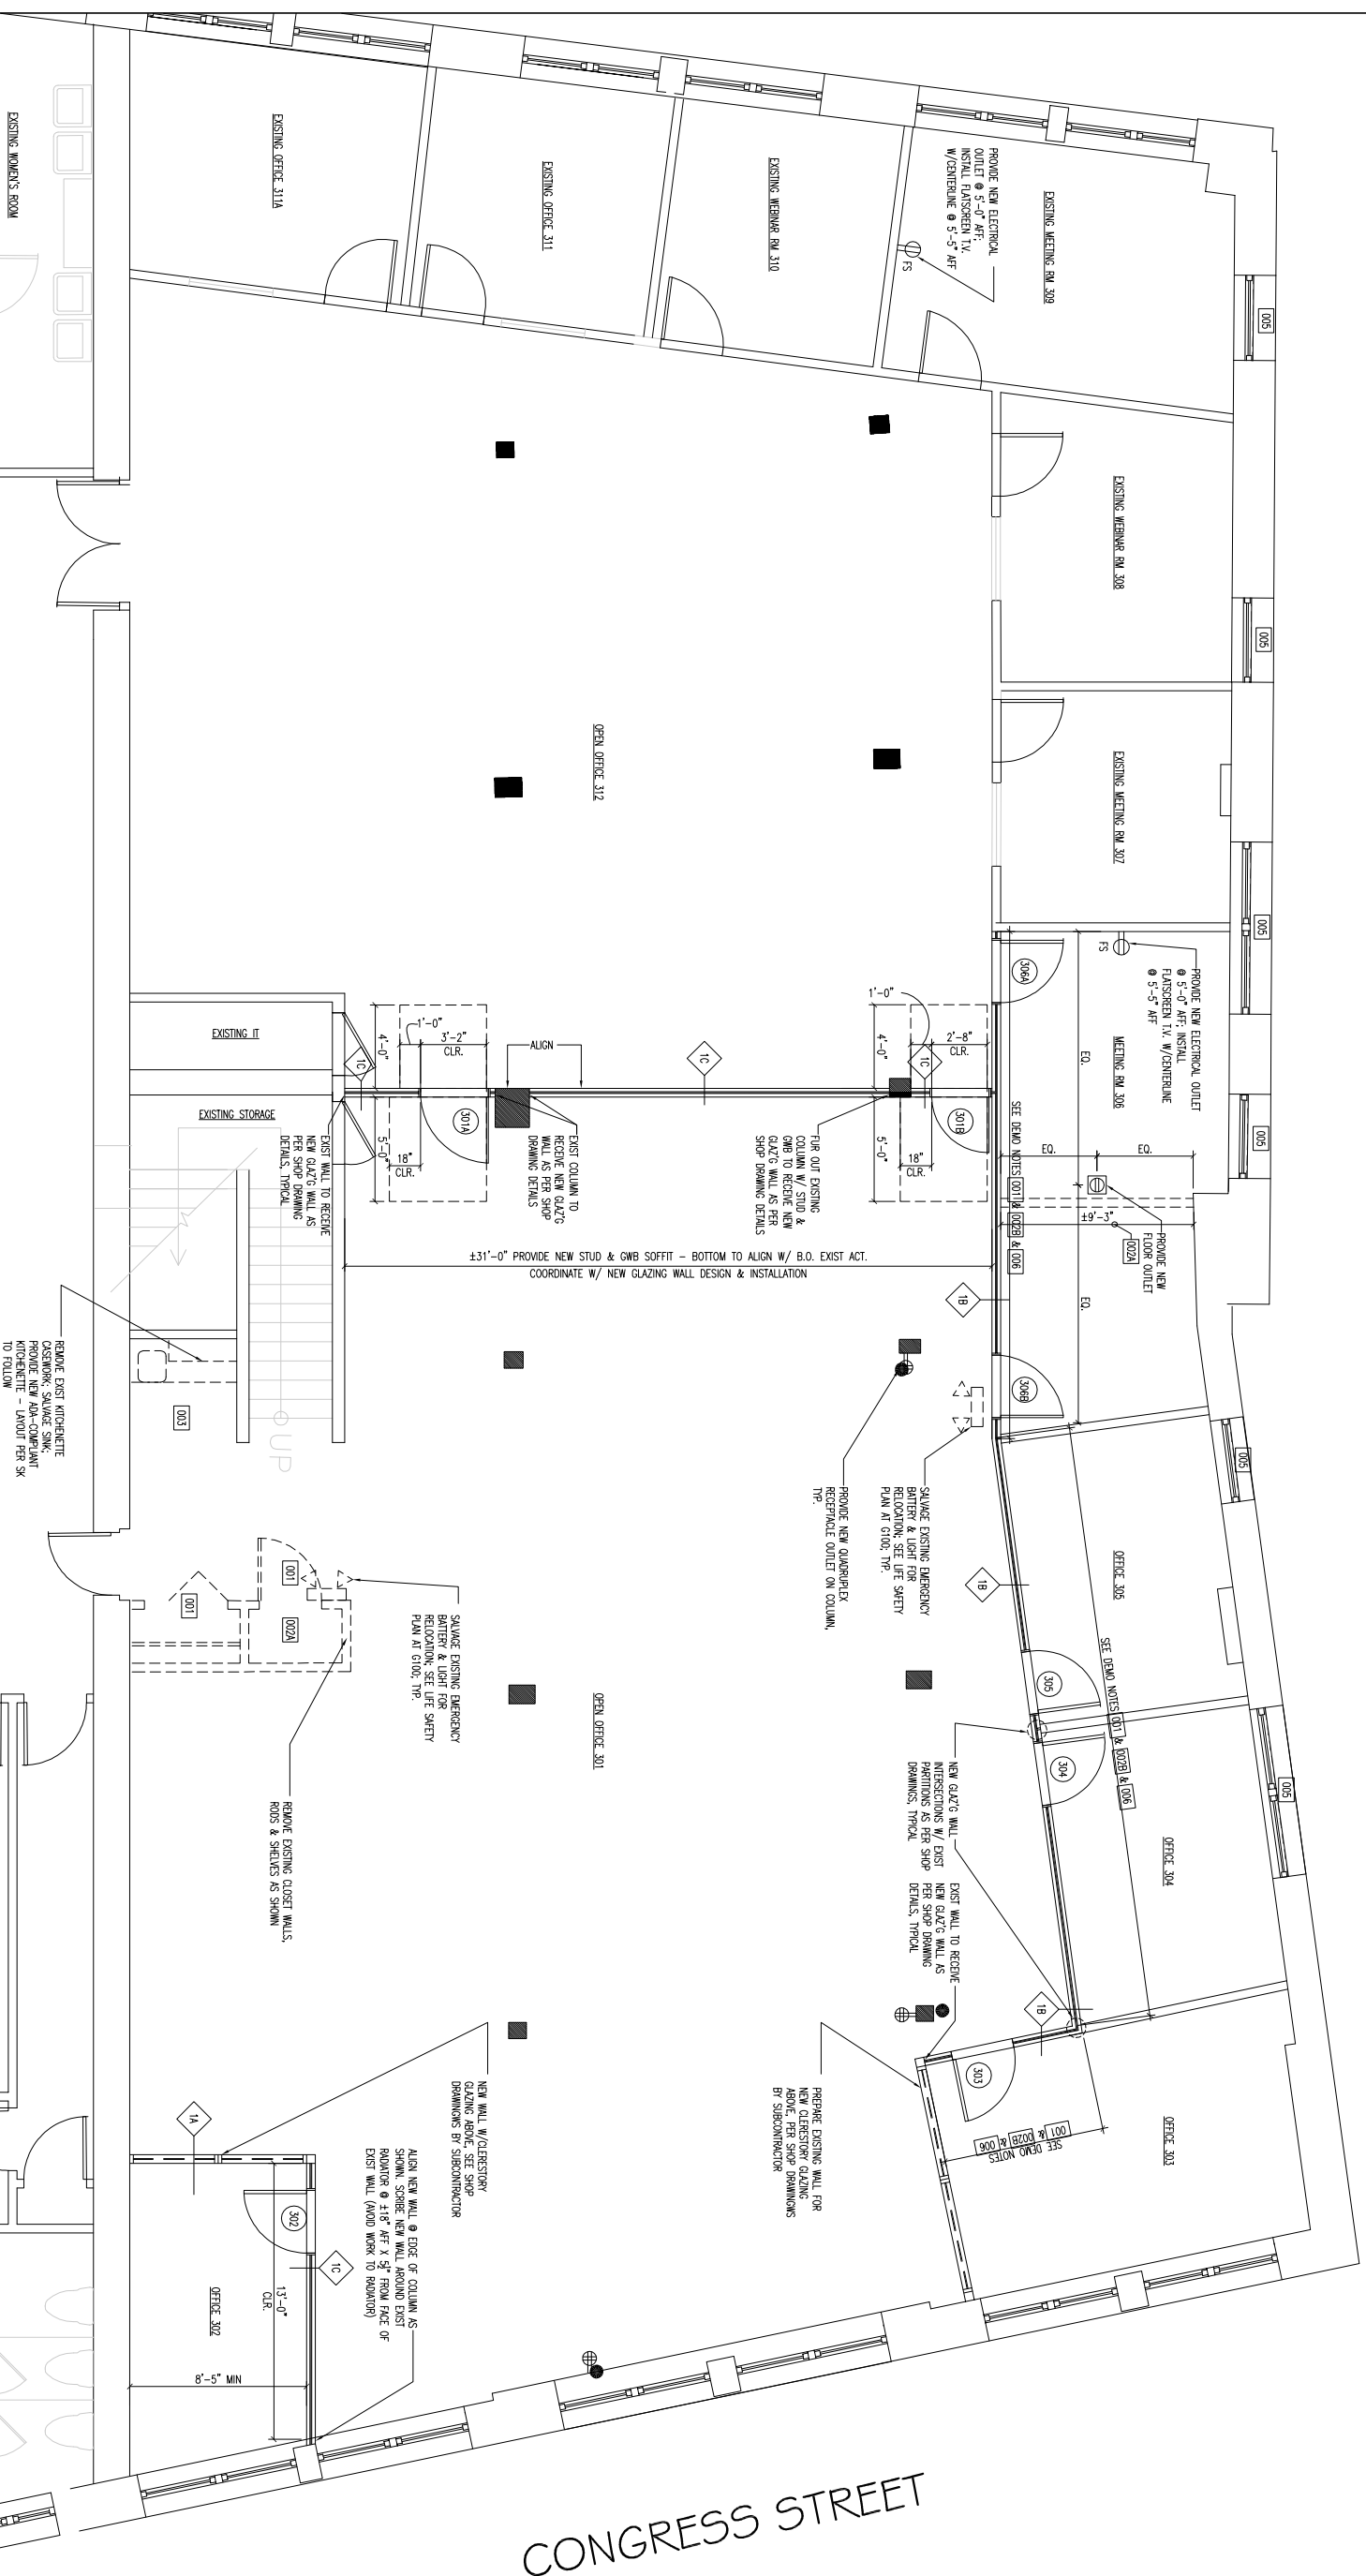 EXISTING WOMEN'S ROOM
EXISTING OFFICE 311A
EXISTING OFFICE 311
EXISTING WEBINAR RM 310
PROVIDE NEW ELECTRICAL
OUTLET @ 5'-0" AFF;
INSTALL FLATSCREEN T.V.
W/CENTERLINE @ 5'-5" AFF
FS
EXISTING MEETING RM 309
005
EXISTING WEBINAR RM 308
005
EXISTING MEETING RM 307
005
OPEN OFFICE 312
PROVIDE NEW ELECTRICAL OUTLET
@ 5'-0" AFF; INSTALL
FLATSCREEN T.V. W/CENTERLINE
@ 5'-5" AFF
FS
306A
MEETING RM 306
005
EQ.
EQ.
EQ.
EQ.
±9'-3"
002A
PROVIDE NEW
FLOOR OUTLET
SEE DEMO NOTES 001 & 002B & 006
1B
306B
EXISTING IT
EXISTING STORAGE
1'-0"
3'-2"
CLR.
4'-0"
1C
ALIGN
1C
1'-0"
2'-8"
CLR.
4'-0"
1C
301A
18"
CLR.
5'-0"
301B
18"
CLR.
5'-0"
EXIST WALL TO RECEIVE
NEW GLAZ'G WALL AS
PER SHOP DRAWING
DETAILS, TYPICAL
EXIST COLUMN TO
RECEIVE NEW GLAZ'G
WALL AS PER SHOP
DRAWING DETAILS
FUR OUT EXISTING
COLUMN W/ STUD &
GWB TO RECEIVE NEW
GLAZ'G WALL AS PER
SHOP DRAWING DETAILS
±31'-0" PROVIDE NEW STUD & GWB SOFFIT - BOTTOM TO ALIGN W/ B.O. EXIST ACT.
COORDINATE W/ NEW GLAZING WALL DESIGN & INSTALLATION
REMOVE EXIST KITCHENETTE
CASEWORK; SALVAGE SINK;
PROVIDE NEW ADA-COMPLIANT
KITCHENETTE - LAYOUT PER SK
TO FOLLOW
003
UP
SALVAGE EXISTING EMERGENCY
BATTERY & LIGHT FOR
RELOCATION; SEE LIFE SAFETY
PLAN AT G100; TYP.
PROVIDE NEW QUADRUPLEX
RECEPTACLE OUTLET ON COLUMN,
TYP.
005
OFFICE 305
1B
305
001
001
002A
SALVAGE EXISTING EMERGENCY
BATTERY & LIGHT FOR
RELOCATION; SEE LIFE SAFETY
PLAN AT G100; TYP.
OPEN OFFICE 301
SEE DEMO NOTES 001 & 002B & 006
304
005
OFFICE 304
REMOVE EXISTING CLOSET WALLS,
RODS & SHELVES AS SHOWN
NEW GLAZ'G WALL
INTERSECTIONS W/ EXIST
PARTITIONS AS PER SHOP
DRAWINGS, TYPICAL
EXIST WALL TO RECEIVE
NEW GLAZ'G WALL AS
PER SHOP DRAWING
DETAILS, TYPICAL
1B
303
OFFICE 303
SEE DEMO NOTES
001 & 002B & 006
PREPARE EXISTING WALL FOR
NEW CLERESTORY GLAZING
ABOVE, PER SHOP DRAWINGWS
BY SUBCONTRACTOR
NEW WALL W/CLERESTORY
GLAZING ABOVE, SEE SHOP
DRAWINGWS BY SUBCONTRACTOR
ALIGN NEW WALL @ EDGE OF COLUMN AS
SHOWN. SCRIBE NEW WALL AROUND EXIST
RADIATOR @ ±18" AFF X 5½" FROM FACE OF
EXIST WALL (AVOID WORK TO RADIATOR)
1A
302
1C
13'-0"
CLR.
OFFICE 302
8'-5" MIN
CONGRESS STREET